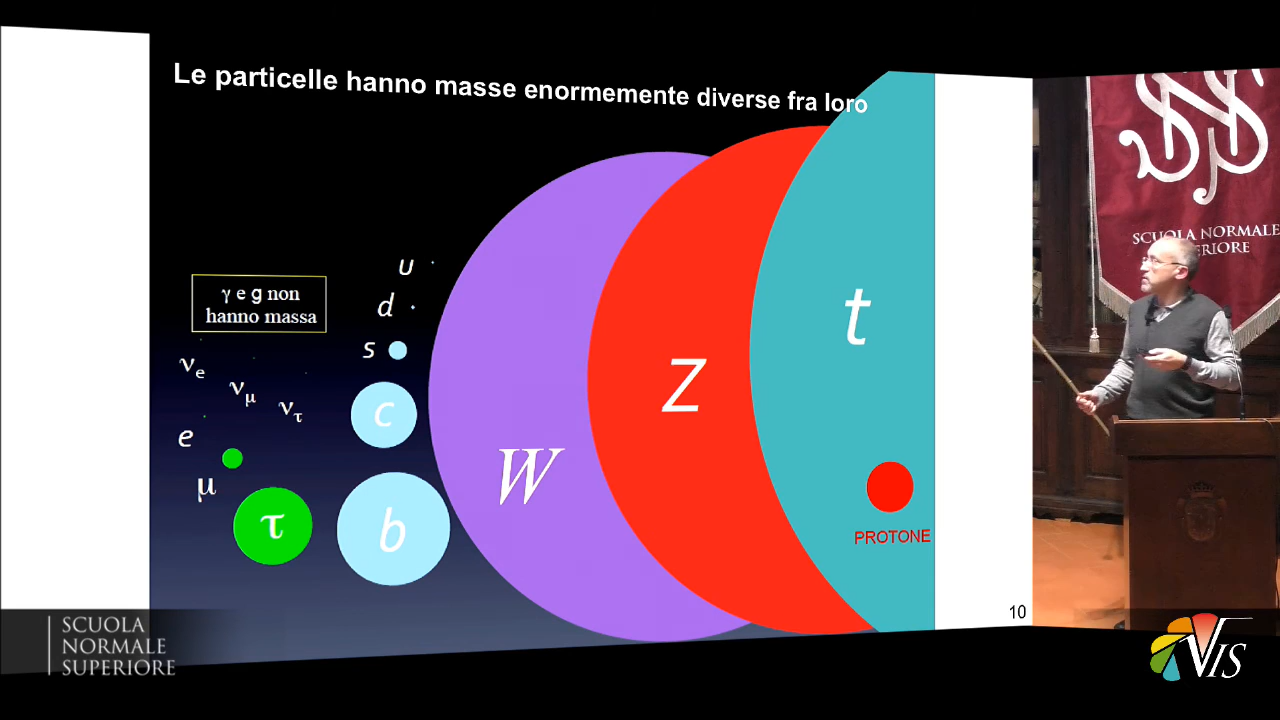 Le particelle hanno masse enormemente diverse fra loro
SCUOLA NORMALE
SUPERIORE
γ e g non
hanno massa
u
d
s
c
b
νe
νμ
ντ
e
μ
τ
W
Z
t
PROTONE
10
SCUOLA
NORMALE
SUPERIORE
VIS